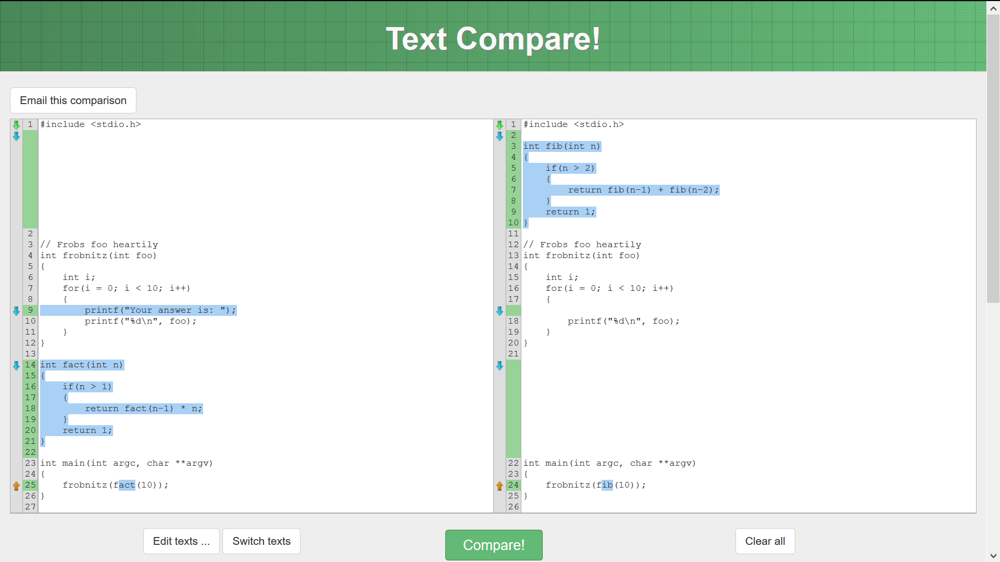 Text Compare!
Email this comparison
1 #include <stdio.h>
2
3 // Frobs foo heartily
4 int frobnitz(int foo)
5 {
6     int i;
7     for(i = 0; i < 10; i++)
8     {
9         printf("Your answer is: ");
10         printf("%d\n", foo);
11     }
12 }
13
14 int fact(int n)
15 {
16     if(n > 1)
17     {
18         return fact(n-1) * n;
19     }
20     return 1;
21 }
22
23 int main(int argc, char **argv)
24 {
25     frobnitz(fact(10));
26 }
27
1 #include <stdio.h>
2
3 int fib(int n)
4 {
5     if(n > 2)
6     {
7         return fib(n-1) + fib(n-2);
8     }
9     return 1;
10 }
11
12 // Frobs foo heartily
13 int frobnitz(int foo)
14 {
15     int i;
16     for(i = 0; i < 10; i++)
17     {
18         printf("%d\n", foo);
19     }
20 }
21
22 int main(int argc, char **argv)
23 {
24     frobnitz(fib(10));
25 }
26
Edit texts ...
Switch texts
Compare!
Clear all